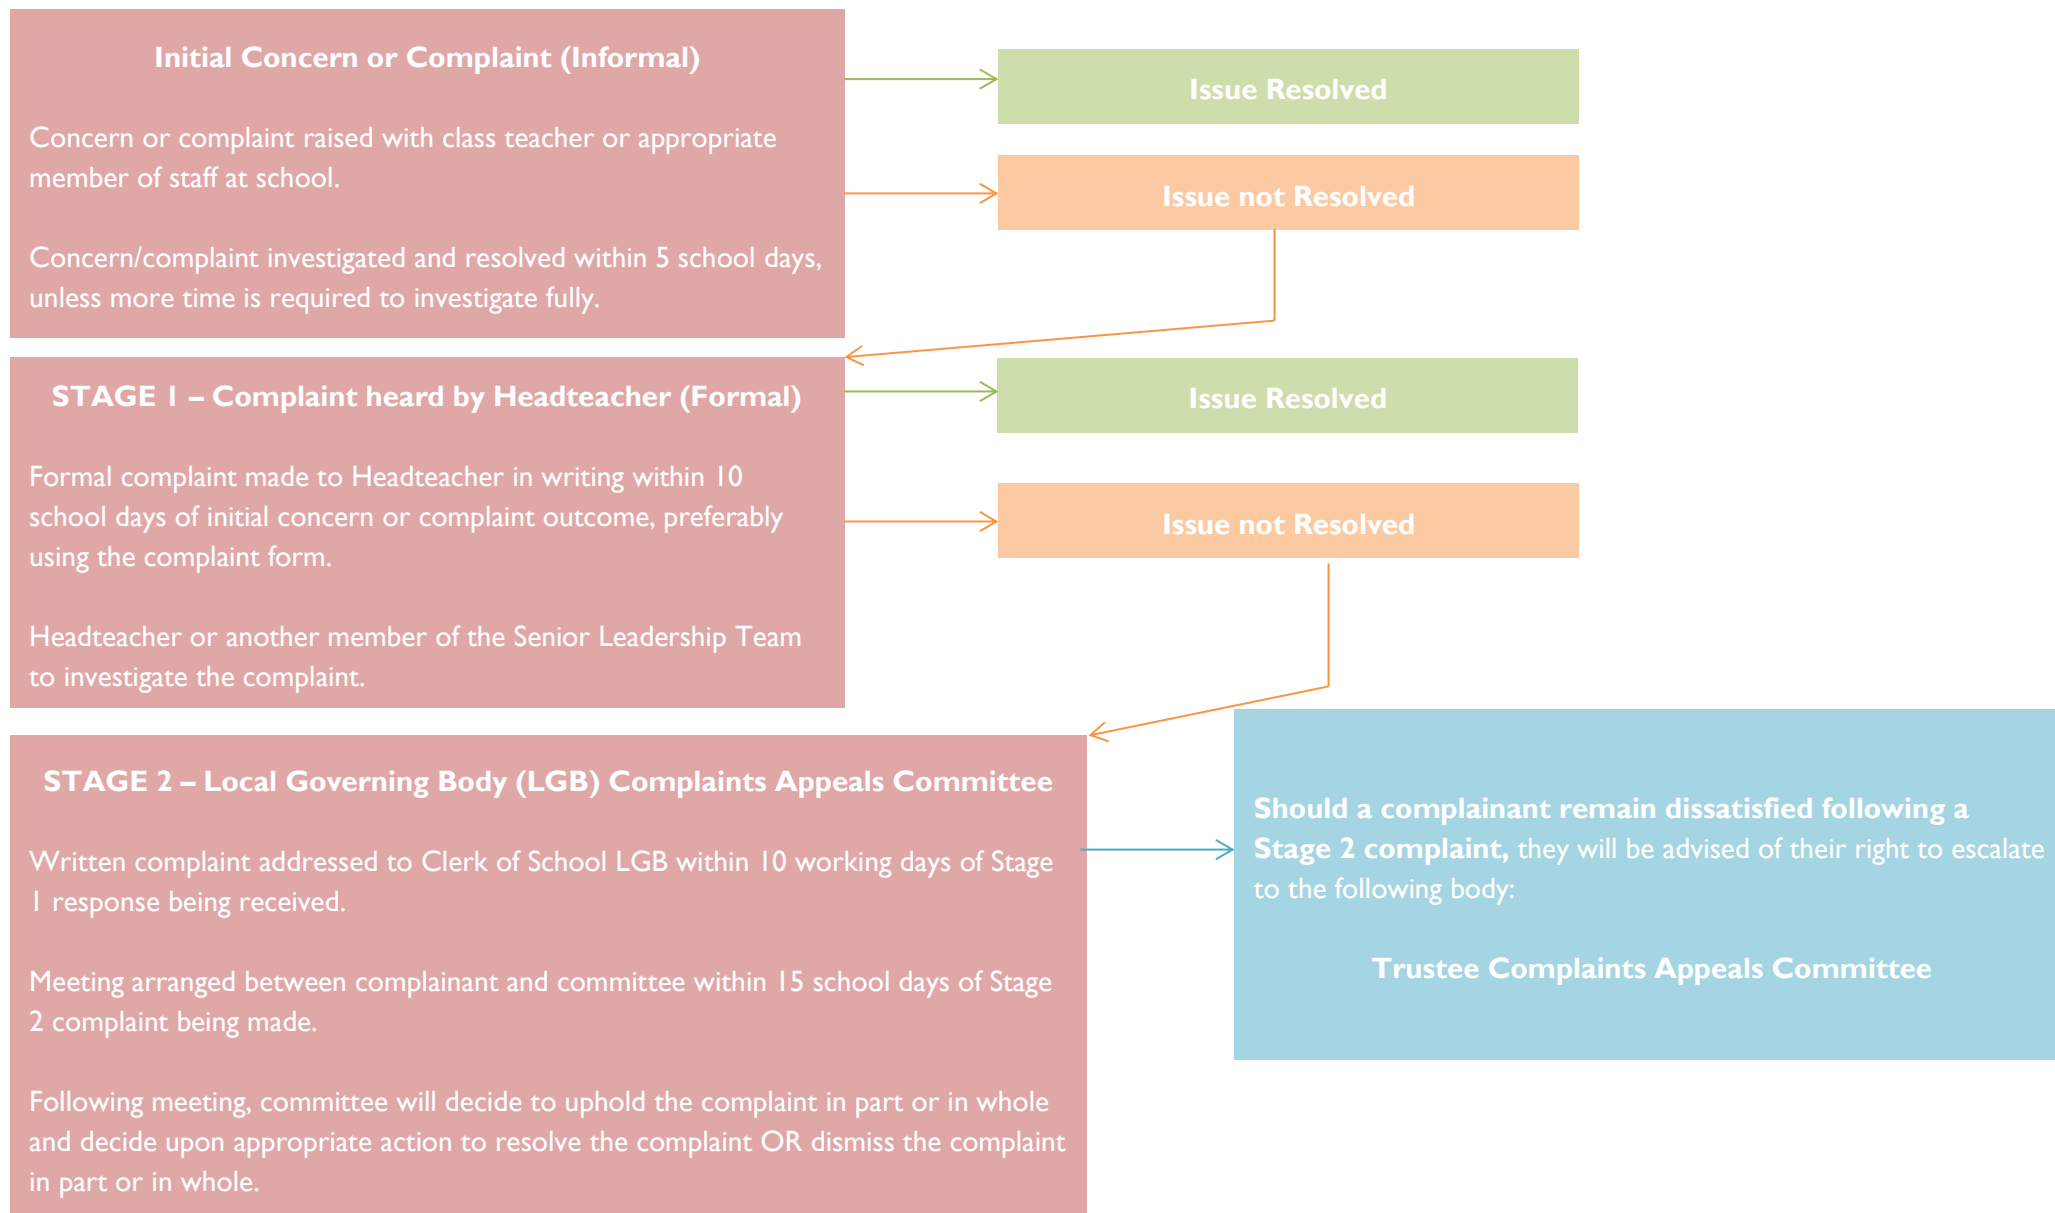 Initial Concern or Complaint (Informal)
Concern or complaint raised with class teacher or appropriate
member of staff at school.
Concern/complaint investigated and resolved within 5 school days,
unless more time is required to investigate fully.
Issue Resolved
Issue not Resolved
STAGE 1 – Complaint heard by Headteacher (Formal)
Formal complaint made to Headteacher in writing within 10
school days of initial concern or complaint outcome, preferably
using the complaint form.
Headteacher or another member of the Senior Leadership Team
to investigate the complaint.
Issue Resolved
Issue not Resolved
STAGE 2 – Local Governing Body (LGB) Complaints Appeals Committee
Written complaint addressed to Clerk of School LGB within 10 working days of Stage
1 response being received.
Meeting arranged between complainant and committee within 15 school days of Stage
2 complaint being made.
Following meeting, committee will decide to uphold the complaint in part or in whole
and decide upon appropriate action to resolve the complaint OR dismiss the complaint
in part or in whole.
Should a complainant remain dissatisfied following a
Stage 2 complaint, they will be advised of their right to escalate
to the following body:
Trustee Complaints Appeals Committee